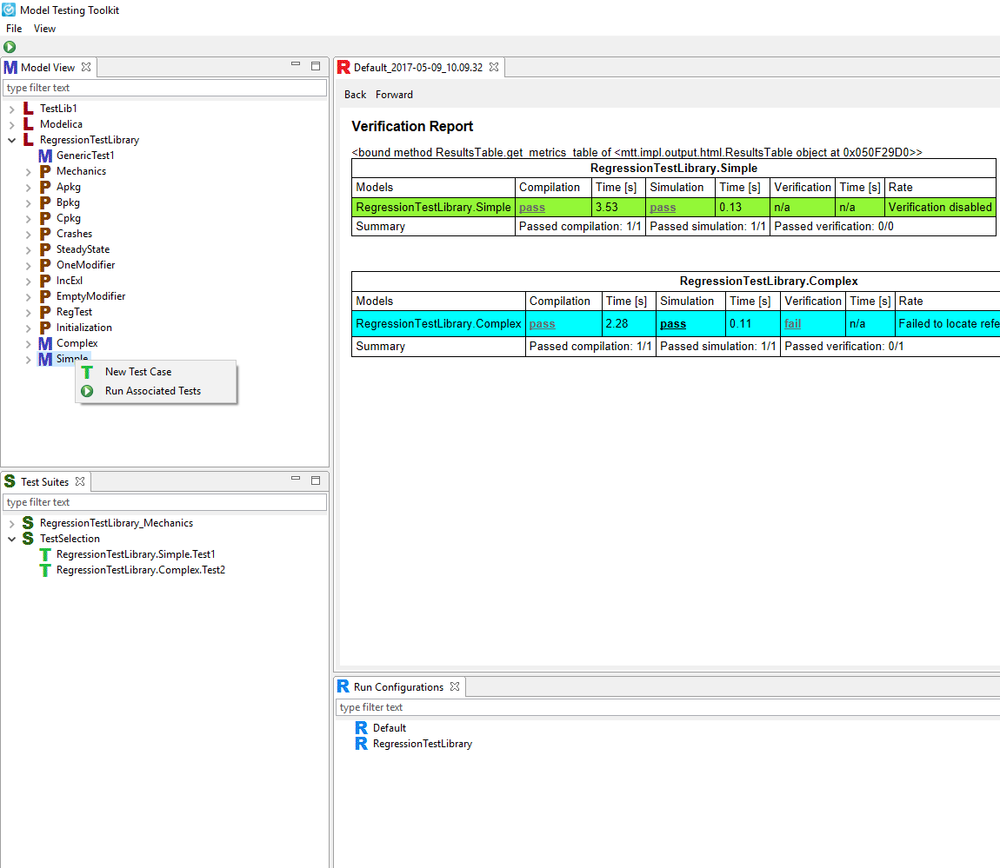 Model Testing Toolkit
File View
Model View
type filter text
TestLib1
Modelica
RegressionTestLibrary
GenericTest1
Mechanics
Apkg
Bpkg
Cpkg
Crashes
SteadyState
OneModifier
IncExl
EmptyModifier
RegTest
Initialization
Complex
Simple
New Test Case
Run Associated Tests
Test Suites
type filter text
RegressionTestLibrary_Mechanics
TestSelection
RegressionTestLibrary.Simple.Test1
RegressionTestLibrary.Complex.Test2
Default_2017-05-09_10.09.32
Back Forward
Verification Report
<bound method ResultsTable.get_metrics_table of <mtt.impl.output.html.ResultsTable object at 0x050F29D0>>
RegressionTestLibrary.Simple
Models Compilation Time [s] Simulation Time [s] Verification Time [s] Rate
RegressionTestLibrary.Simple pass 3.53 pass 0.13 n/a n/a Verification disabled
Summary Passed compilation: 1/1 Passed simulation: 1/1 Passed verification: 0/0
RegressionTestLibrary.Complex
Models Compilation Time [s] Simulation Time [s] Verification Time [s] Rate
RegressionTestLibrary.Complex pass 2.28 pass 0.11 fail n/a Failed to locate refe
Summary Passed compilation: 1/1 Passed simulation: 1/1 Passed verification: 0/1
Run Configurations
type filter text
Default
RegressionTestLibrary